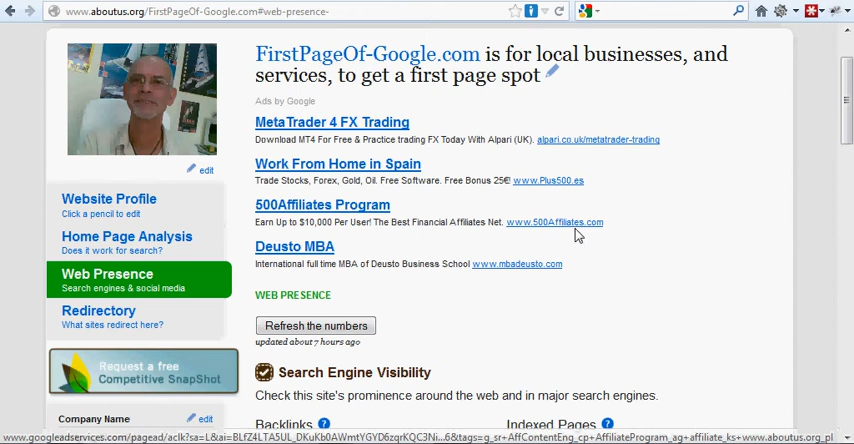 www.aboutus.org/FirstPageOf-Google.com#web-presence-
FirstPageOf-Google.com is for local businesses, and
services, to get a first page spot
Ads by Google
MetaTrader 4 FX Trading
Download MT4 For Free & Practice trading FX Today With Alpari (UK). alpari.co.uk/metatrader-trading
Work From Home in Spain
Trade Stocks, Forex, Gold, Oil. Free Software. Free Bonus 25€! www.Plus500.es
500Affiliates Program
Earn Up to $10,000 Per User! The Best Financial Affiliates Net. www.500Affiliates.com
Deusto MBA
International full time MBA of Deusto Business School www.mbadeusto.com
edit
Website Profile
Click a pencil to edit
Home Page Analysis
Does it work for search?
Web Presence
Search engines & social media
Redirectory
What sites redirect here?
Request a free
Competitive SnapShot
Company Name
edit
WEB PRESENCE
Refresh the numbers
updated about 7 hours ago
Search Engine Visibility
Check this site's prominence around the web and in major search engines.
Backlinks ?
Indexed Pages ?